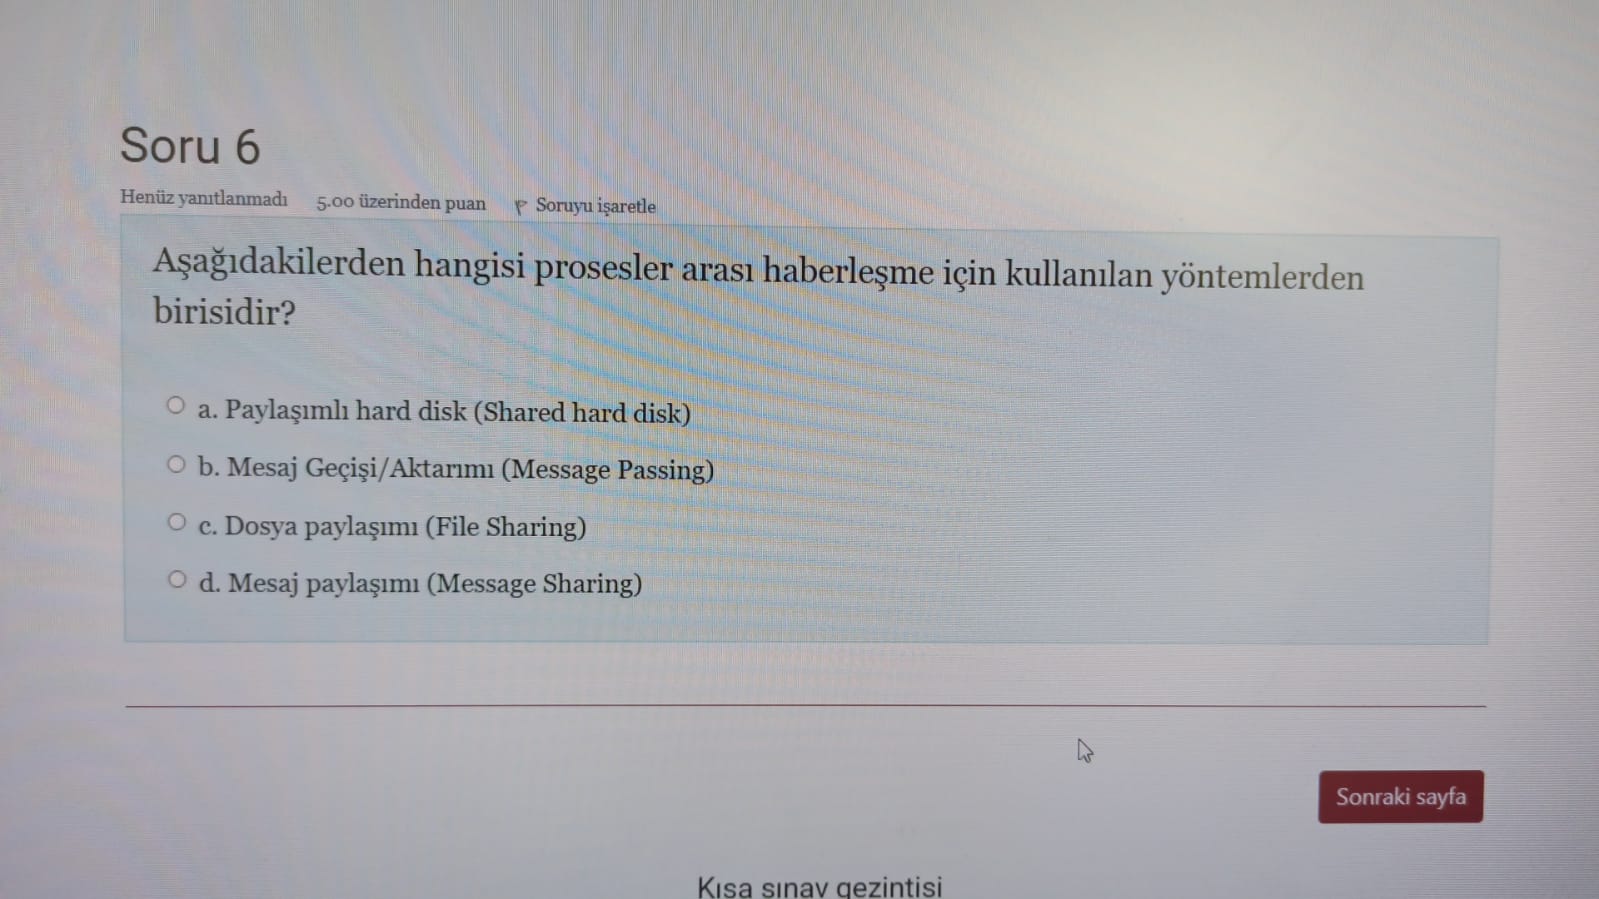 Soru 6
Henüz yanıtlanmadı 5.00 üzerinden puan Soruyu işaretle
Aşağıdakilerden hangisi prosesler arası haberleşme için kullanılan yöntemlerden
birisidir?
a. Paylaşımlı hard disk (Shared hard disk)
b. Mesaj Geçişi/Aktarımı (Message Passing)
c. Dosya paylaşımı (File Sharing)
d. Mesaj paylaşımı (Message Sharing)
Sonraki sayfa
Kısa sınav gezintisi